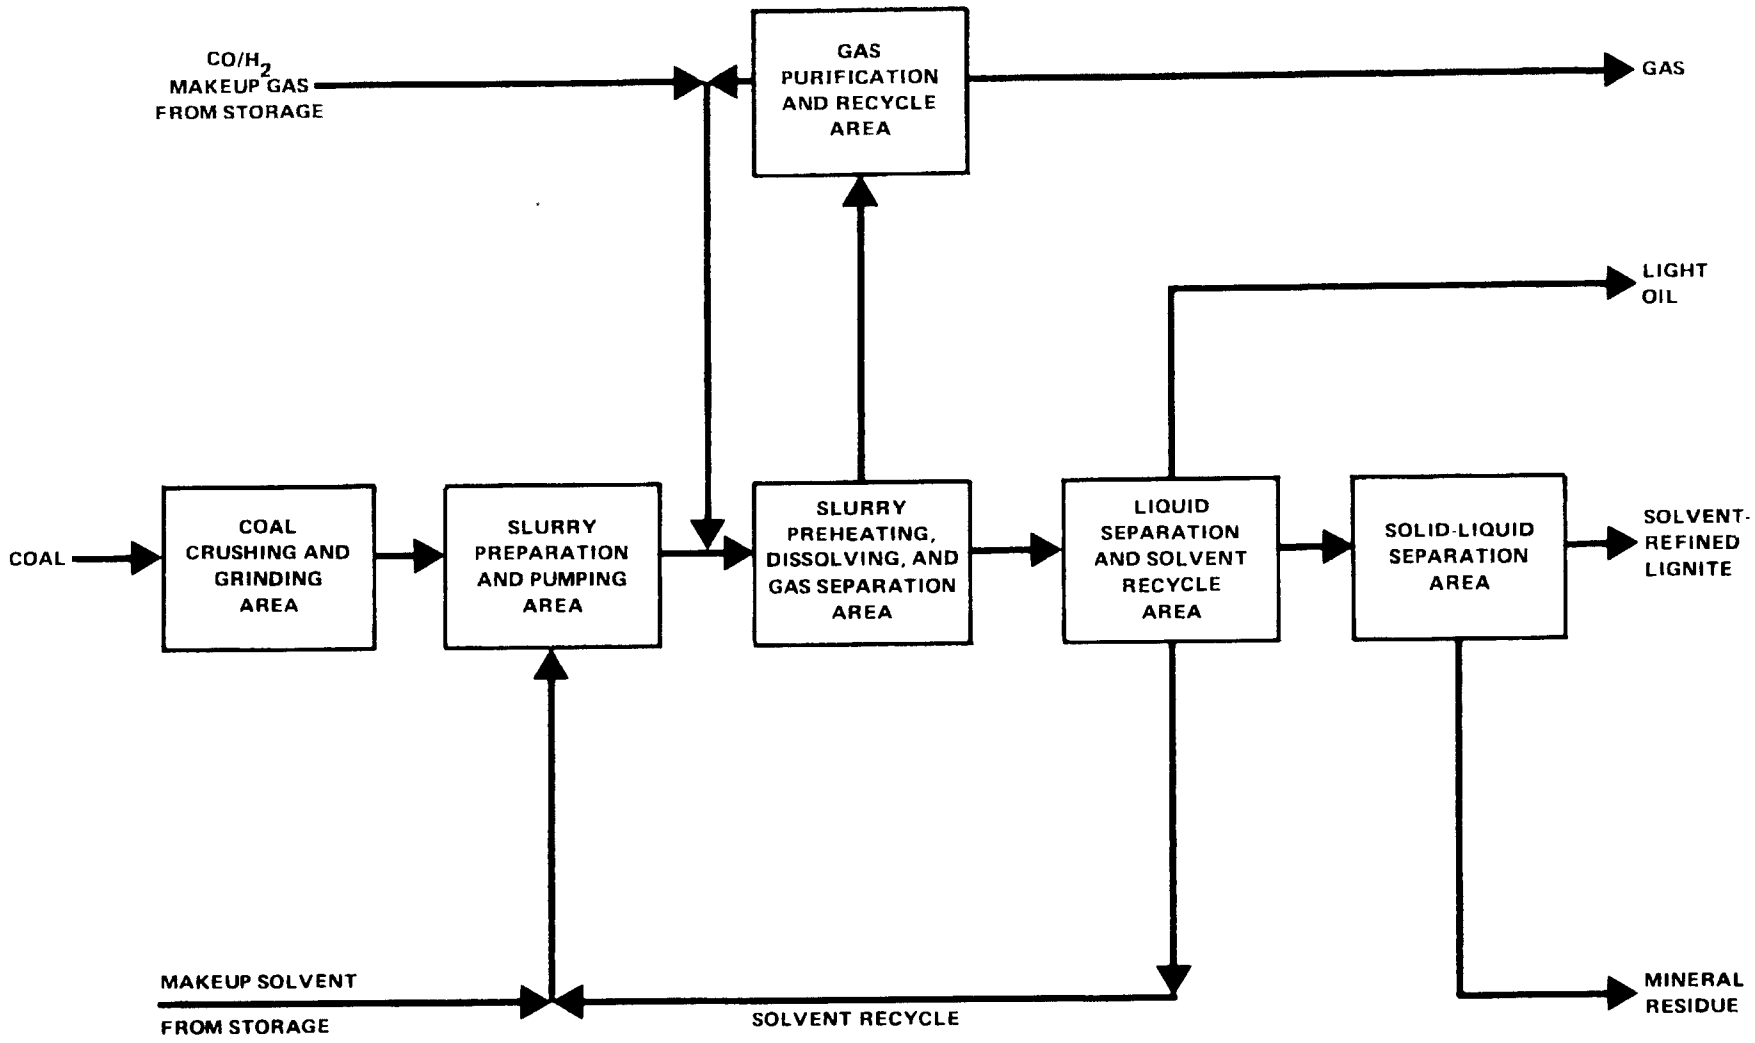 CO/H2
MAKEUP GAS
FROM STORAGE
GAS
PURIFICATION
AND RECYCLE
AREA
GAS
LIGHT
OIL
COAL
COAL
CRUSHING AND
GRINDING
AREA
SLURRY
PREPARATION
AND PUMPING
AREA
SLURRY
PREHEATING,
DISSOLVING, AND
GAS SEPARATION
AREA
LIQUID
SEPARATION
AND SOLVENT
RECYCLE
AREA
SOLID-LIQUID
SEPARATION
AREA
SOLVENT-
REFINED
LIGNITE
MAKEUP SOLVENT
FROM STORAGE
SOLVENT RECYCLE
MINERAL
RESIDUE